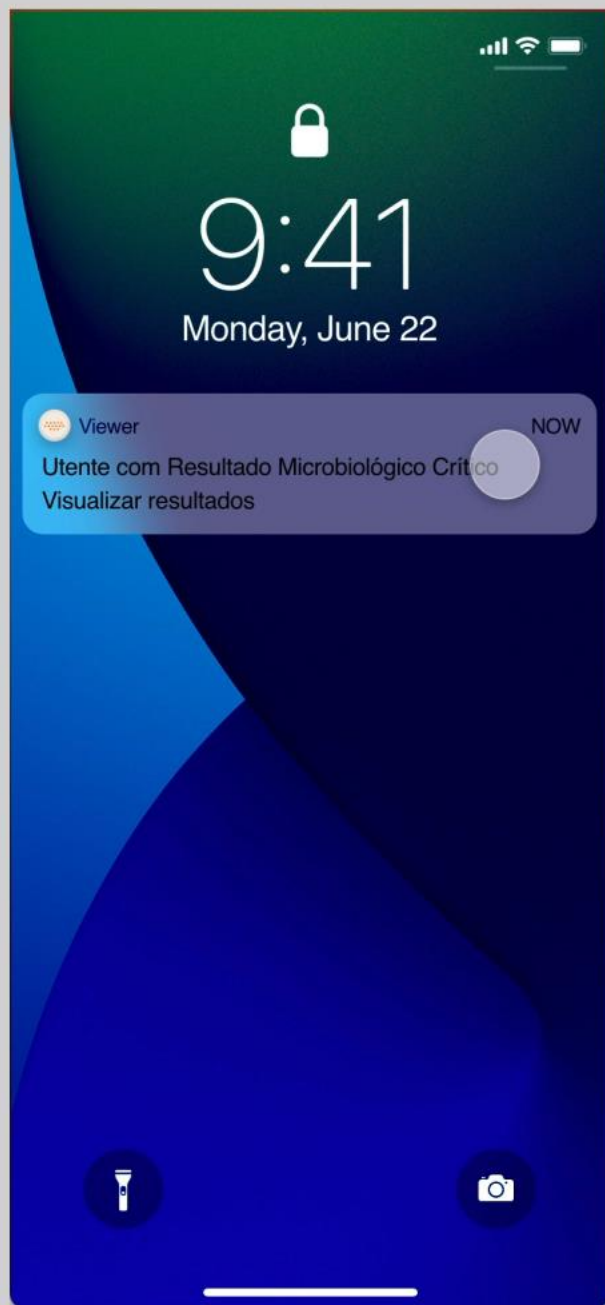 9:41
Monday, June 22
Viewer NOW
Utente com Resultado Microbiológico Crítico
Visualizar resultados